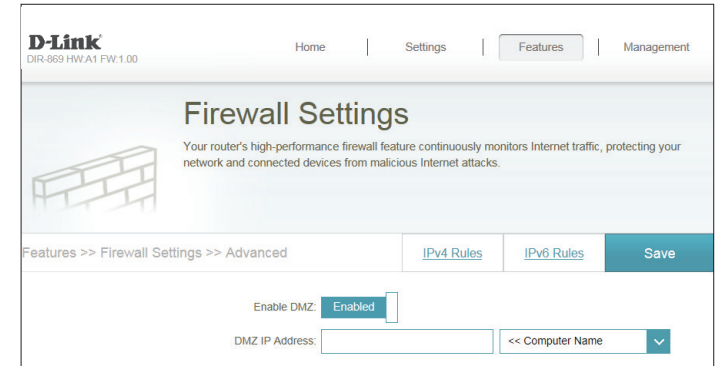 D-Link
DIR-869 HW:A1 FW:1.00
Home | Settings | Features | Management
Firewall Settings
Your router's high-performance firewall feature continuously monitors Internet traffic, protecting your
network and connected devices from malicious Internet attacks.
Features >> Firewall Settings >> Advanced
IPv4 Rules
IPv6 Rules
Save
Enable DMZ: Enabled
DMZ IP Address: << Computer Name